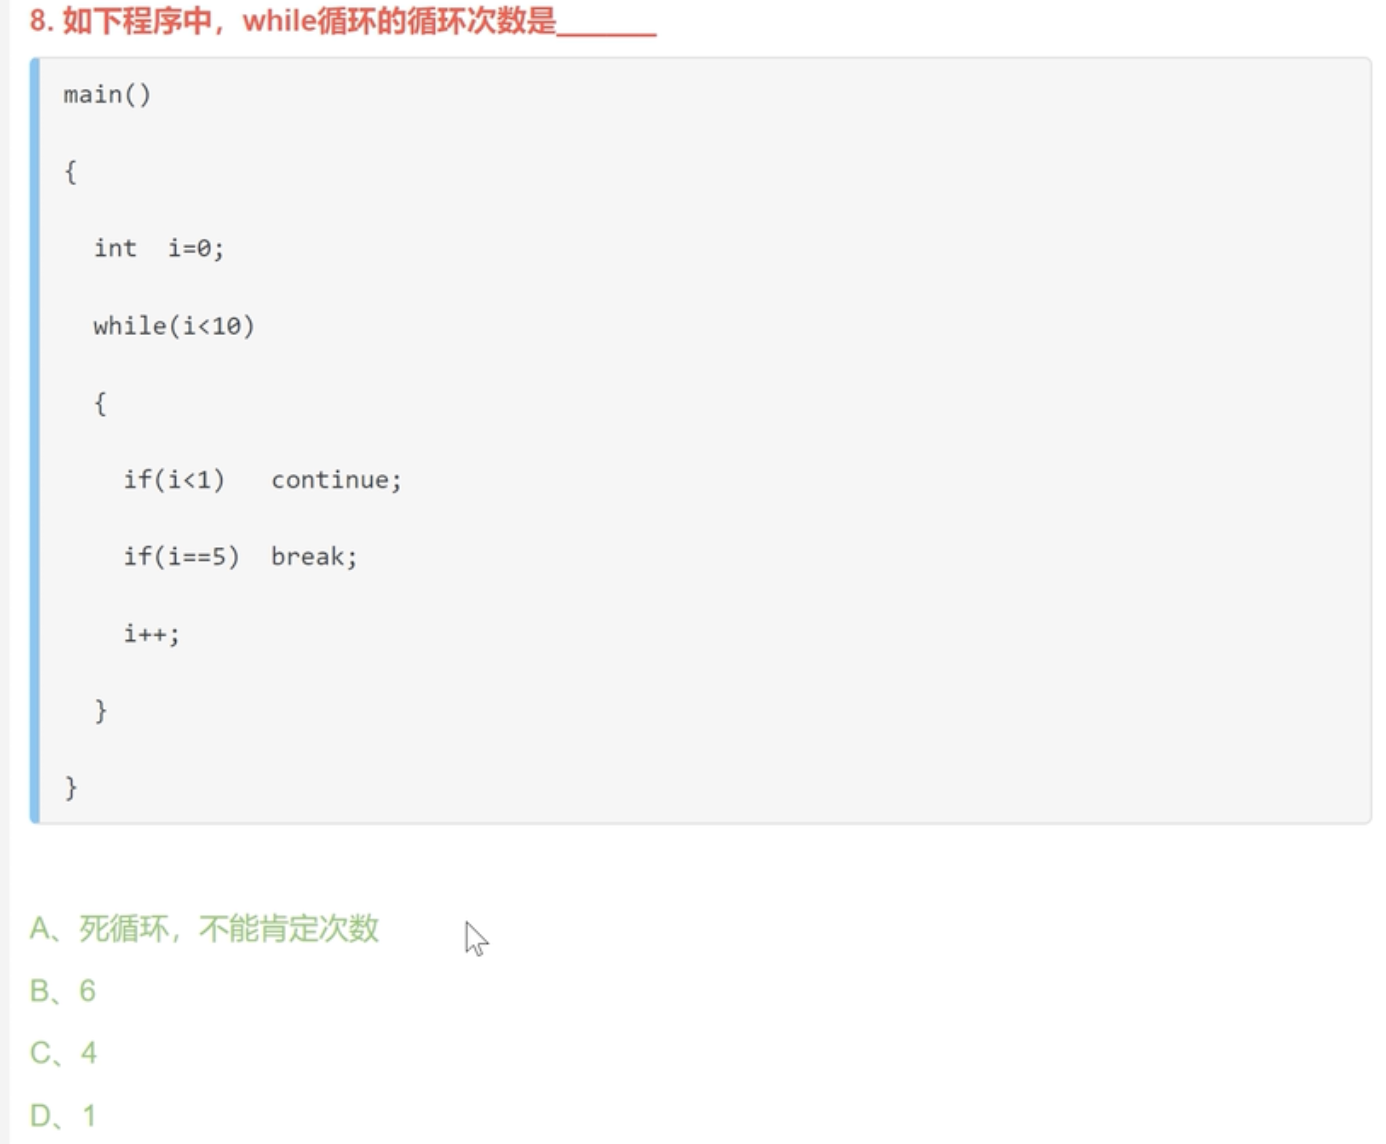 8. 如下程序中，while循环的循环次数是______
main()
{
int  i=0;
while(i<10)
{
if(i<1)   continue;
if(i==5)  break;
i++;
}
}
A、死循环，不能肯定次数
B、6
C、4
D、1